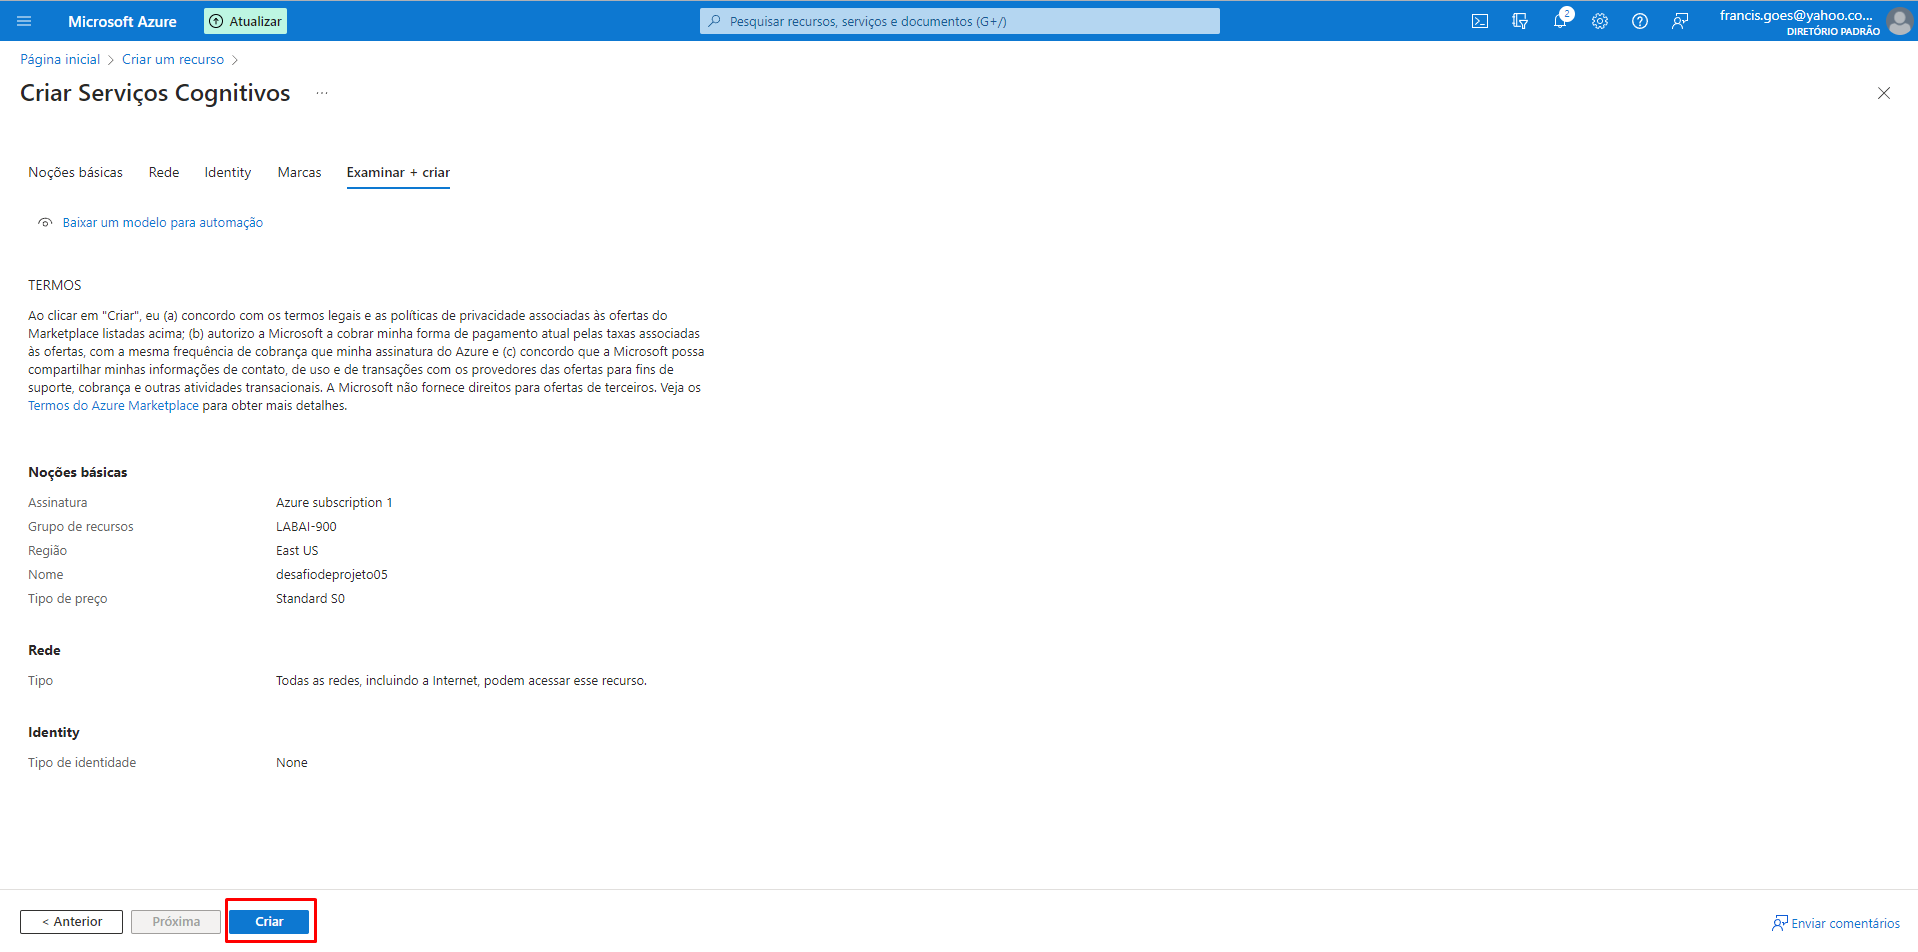 Microsoft Azure
Atualizar
Pesquisar recursos, serviços e documentos (G+/)
2
francis.goes@yahoo.co...
DIRETÓRIO PADRÃO
Página inicial > Criar um recurso >
Criar Serviços Cognitivos ...
Noções básicas Rede Identity Marcas Examinar + criar
Baixar um modelo para automação
TERMOS
Ao clicar em "Criar", eu (a) concordo com os termos legais e as políticas de privacidade associadas às ofertas do
Marketplace listadas acima; (b) autorizo a Microsoft a cobrar minha forma de pagamento atual pelas taxas associadas
às ofertas, com a mesma frequência de cobrança que minha assinatura do Azure e (c) concordo que a Microsoft possa
compartilhar minhas informações de contato, de uso e de transações com os provedores das ofertas para fins de
suporte, cobrança e outras atividades transacionais. A Microsoft não fornece direitos para ofertas de terceiros. Veja os
Termos do Azure Marketplace para obter mais detalhes.
Noções básicas
Assinatura Azure subscription 1
Grupo de recursos LABAI-900
Região East US
Nome desafiodeprojeto05
Tipo de preço Standard S0
Rede
Tipo Todas as redes, incluindo a Internet, podem acessar esse recurso.
Identity
Tipo de identidade None
< Anterior Próxima Criar
Enviar comentários